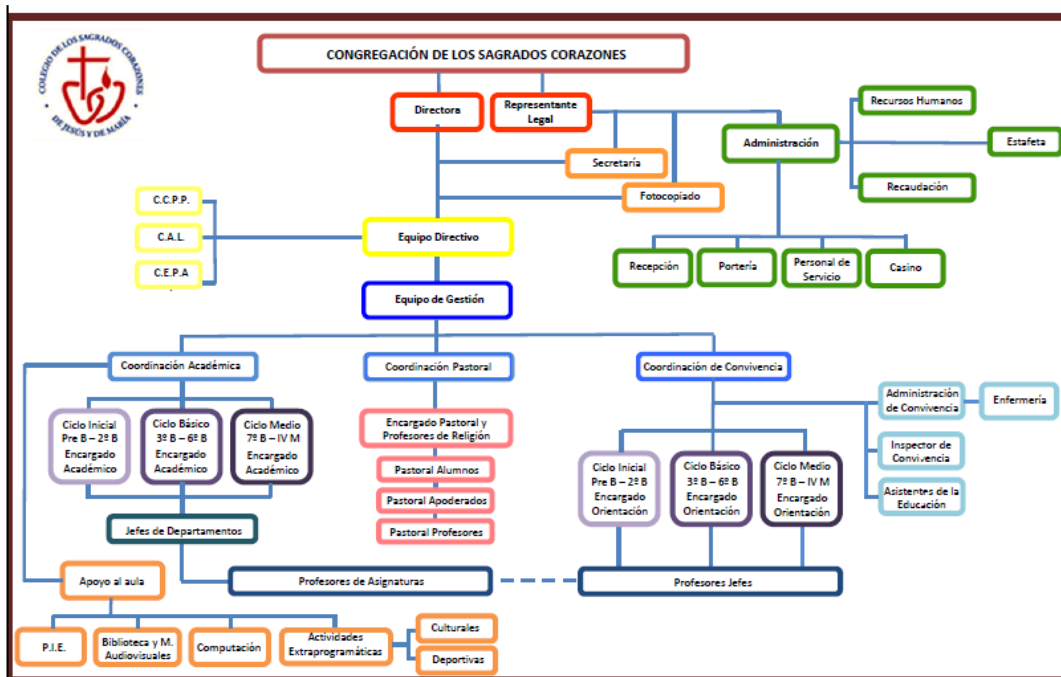 COLEGIO DE LOS SAGRADOS CORAZONES
DE JESÚS Y DE MARÍA
CONGREGACIÓN DE LOS SAGRADOS CORAZONES
Directora
Representante
Legal
Recursos Humanos
Administración
Estafeta
Secretaría
Recaudación
Fotocopiado
C.C.P.P.
C.A.L.
C.E.P.A
Equipo Directivo
Recepción
Portería
Personal de
Servicio
Casino
Equipo de Gestión
Coordinación Académica
Coordinación Pastoral
Coordinación de Convivencia
Ciclo Inicial
Pre B – 2º B
Encargado
Académico
Ciclo Básico
3º B – 6º B
Encargado
Académico
Ciclo Medio
7º B – IV M
Encargado
Académico
Encargado Pastoral y
Profesores de Religión
Pastoral Alumnos
Pastoral Apoderados
Pastoral Profesores
Administración
de Convivencia
Enfermería
Inspector de
Convivencia
Asistentes de la
Educación
Ciclo Inicial
Pre B – 2º B
Encargado
Orientación
Ciclo Básico
3º B – 6º B
Encargado
Orientación
Ciclo Medio
7º B – IV M
Encargado
Orientación
Jefes de Departamentos
Apoyo al aula
Profesores de Asignaturas
Profesores Jefes
P.I.E.
Biblioteca y M.
Audiovisuales
Computación
Actividades
Extraprogramáticas
Culturales
Deportivas